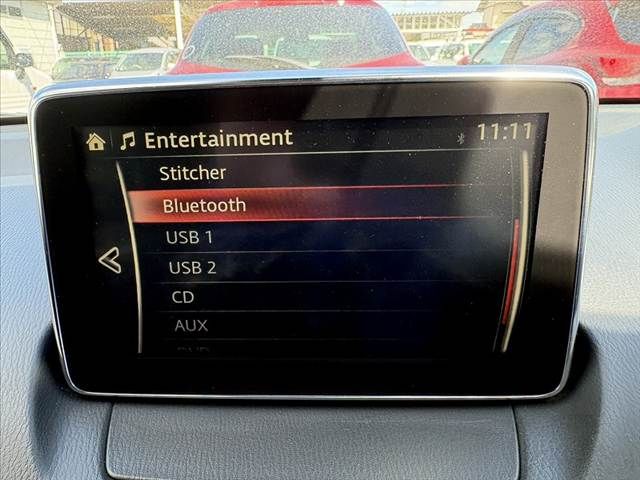 Entertainment 11:11
Stitcher
Bluetooth
USB 1
USB 2
CD
AUX